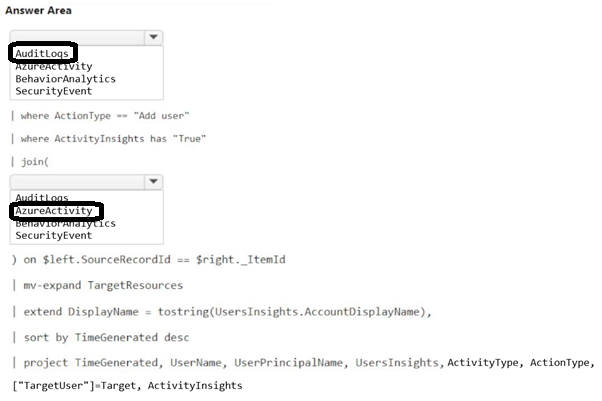 Answer Area
AuditLogs
AzureActivity
BehaviorAnalytics
SecurityEvent
| where ActionType == "Add user"
| where ActivityInsights has "True"
| join(
AuditLogs
AzureActivity
BehaviorAnalytics
SecurityEvent
) on $left.SourceRecordId == $right._ItemId
| mv-expand TargetResources
| extend DisplayName = tostring(UsersInsights.AccountDisplayName),
| sort by TimeGenerated desc
| project TimeGenerated, UserName, UserPrincipalName, UsersInsights, ActivityType, ActionType,
["TargetUser"]=Target, ActivityInsights